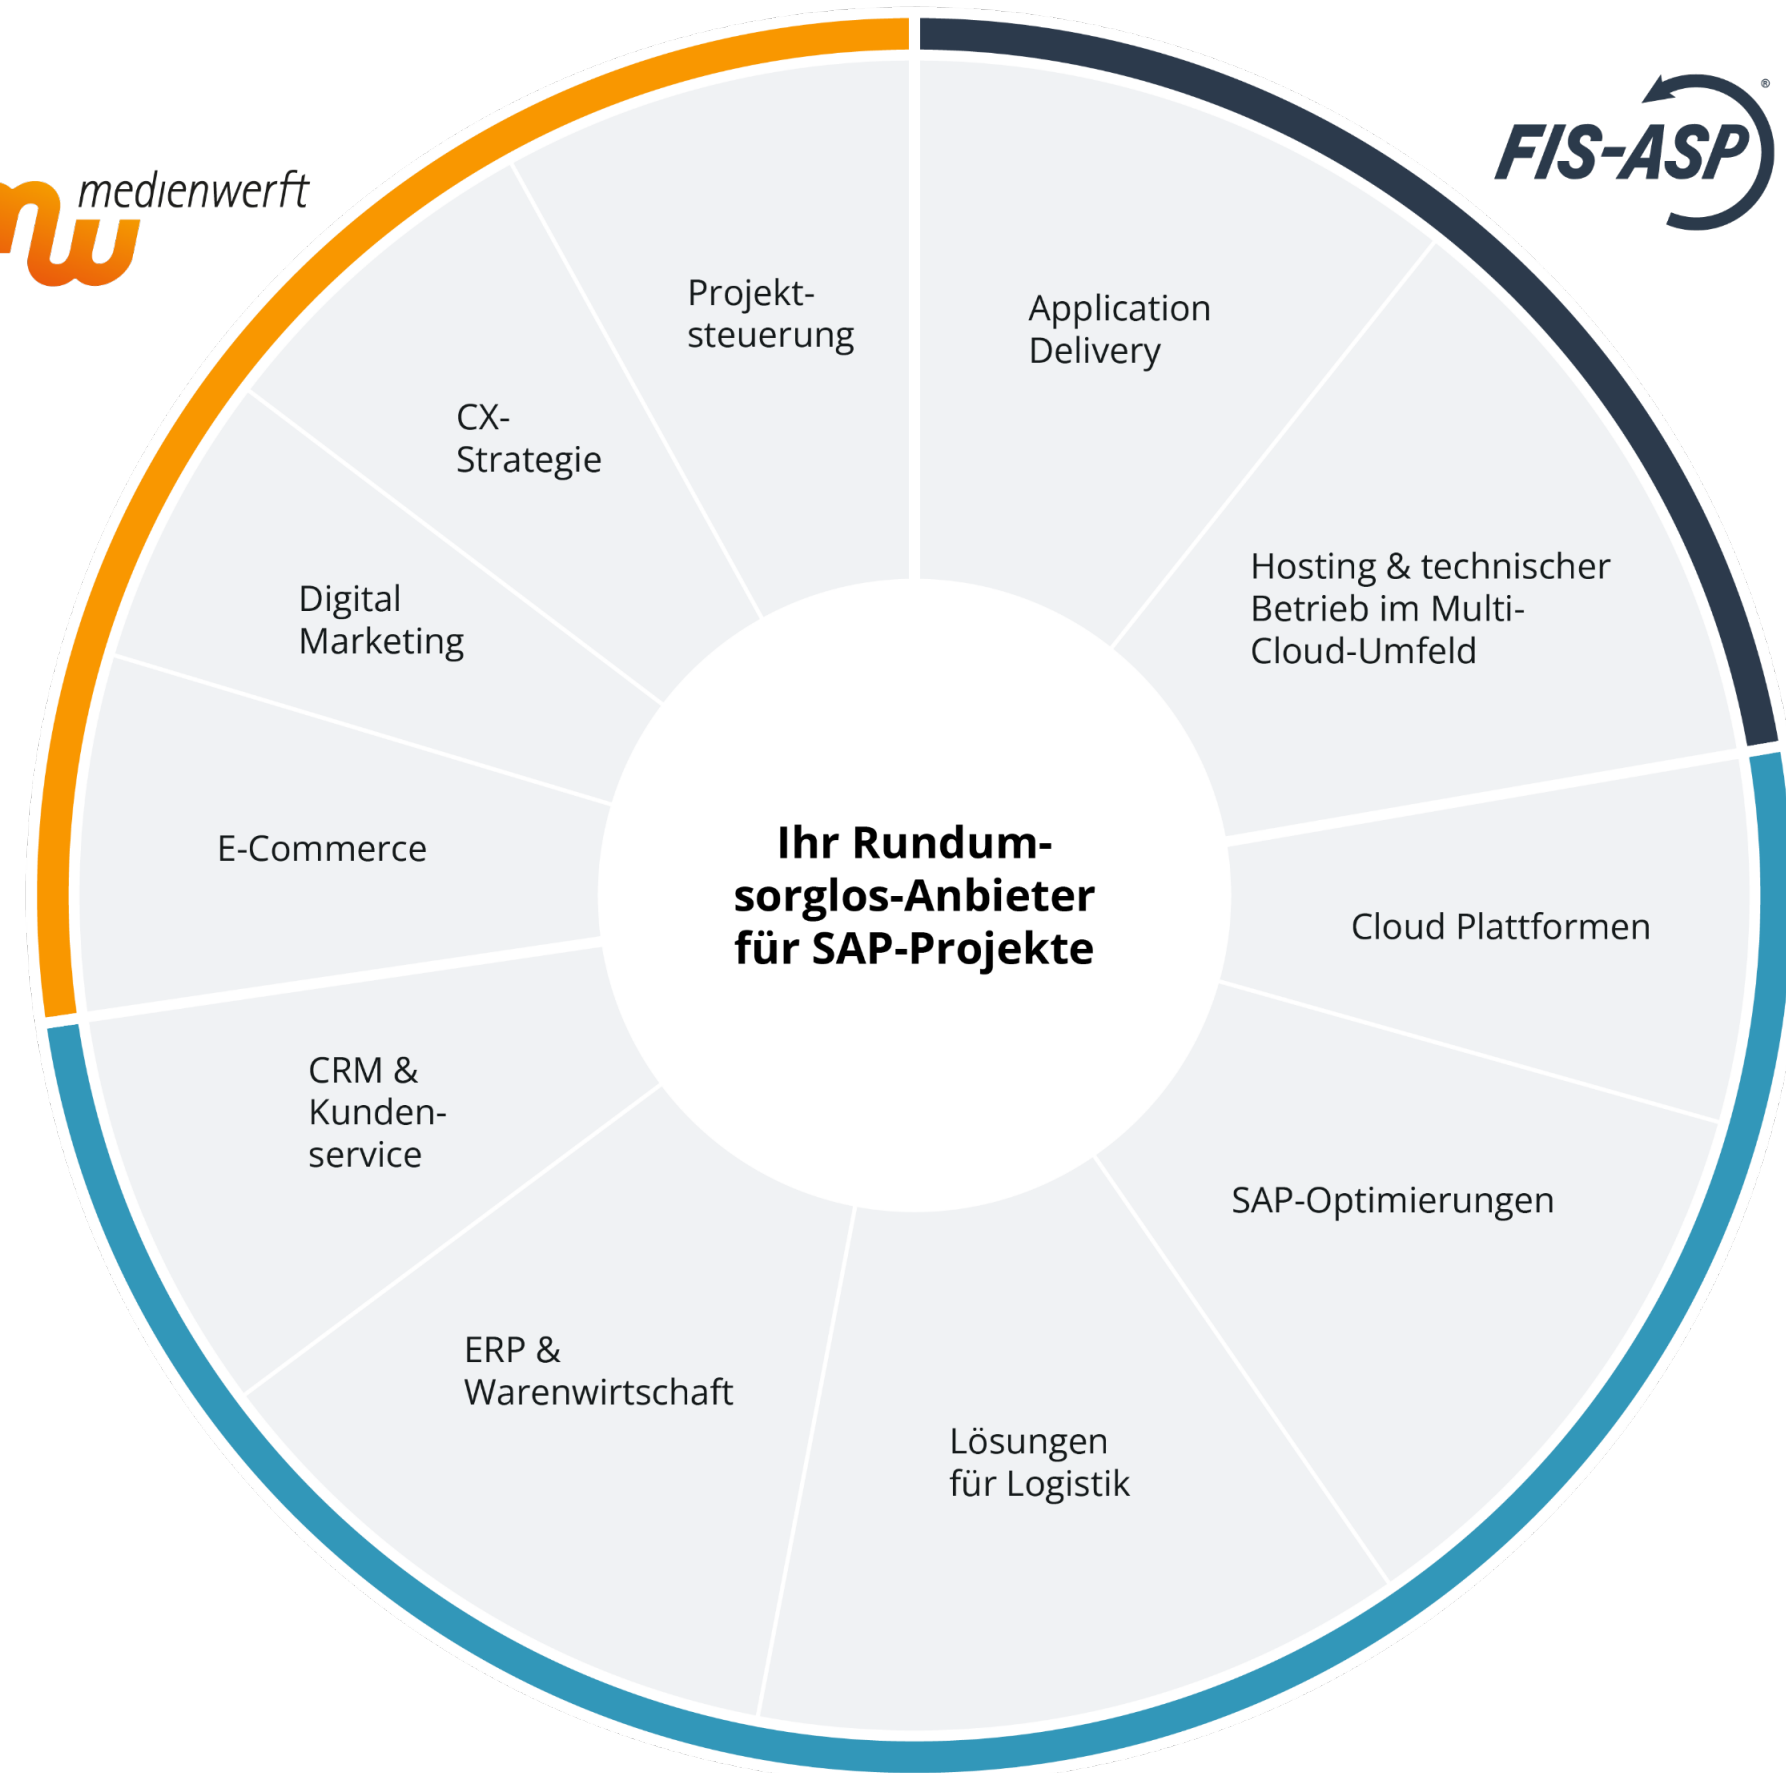 medienwerft
mw
FIS-ASP®
Projekt-
steuerung
Application
Delivery
CX-
Strategie
Hosting & technischer
Betrieb im Multi-
Cloud-Umfeld
Digital
Marketing
E-Commerce
Ihr Rundum-
sorglos-Anbieter
für SAP-Projekte
Cloud Plattformen
CRM &
Kunden-
service
SAP-Optimierungen
ERP &
Warenwirtschaft
Lösungen
für Logistik